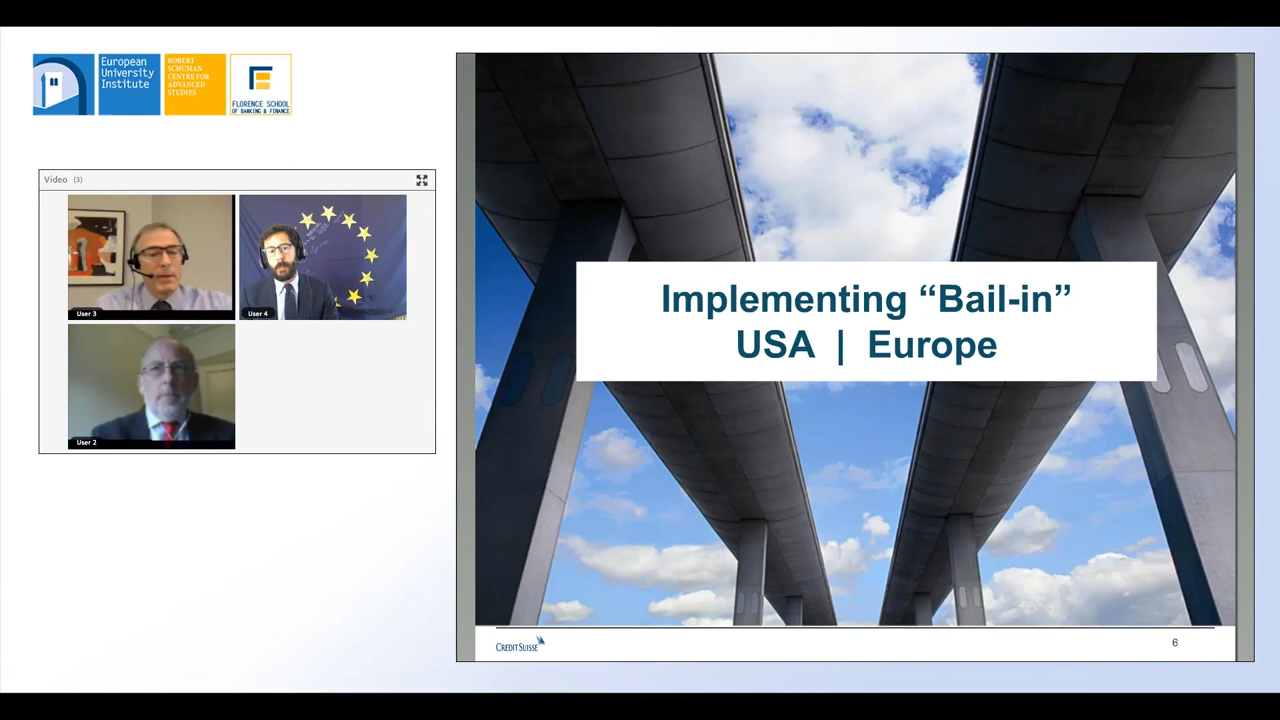 European
University
Institute
ROBERT
SCHUMAN
CENTRE FOR
ADVANCED
STUDIES
FLORENCE SCHOOL
OF BANKING & FINANCE
Video (3)
User 3
User 4
User 2
Implementing “Bail-in”
USA | Europe
CREDIT SUISSE
6